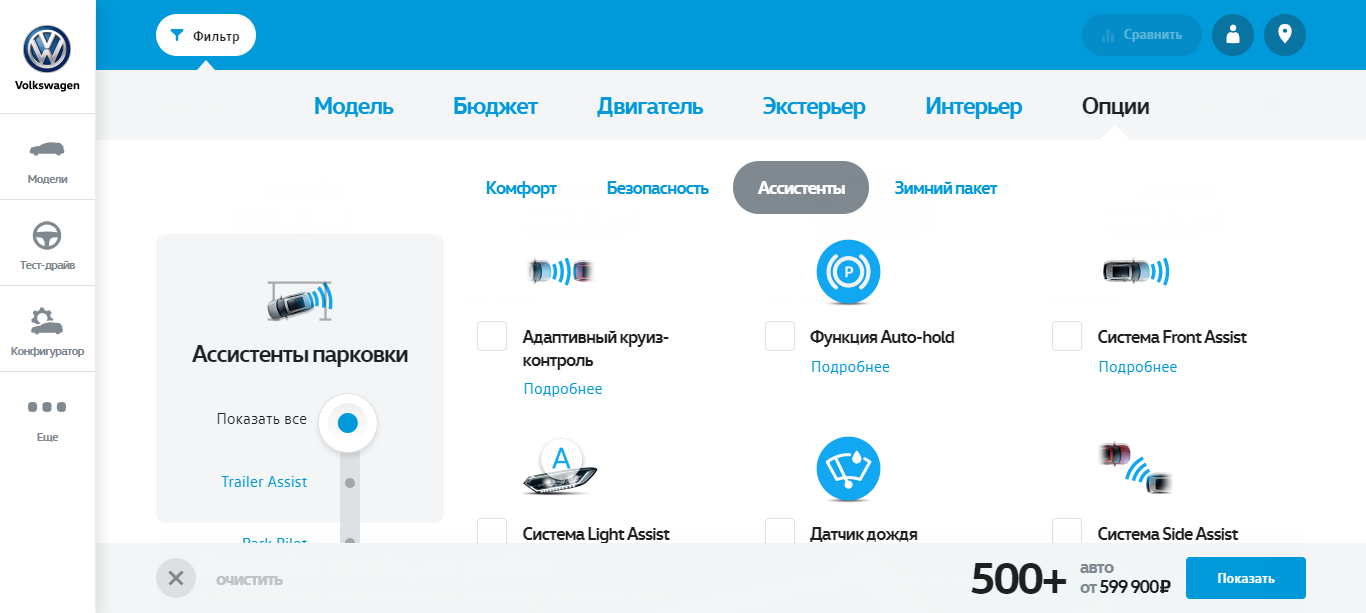 Фильтр
Сравнить
Volkswagen
Модели
Тест-драйв
Конфигуратор
Еще
Модель
Бюджет
Двигатель
Экстерьер
Интерьер
Опции
Комфорт
Безопасность
Ассистенты
Зимний пакет
Ассистенты парковки
Показать все
Trailer Assist
Park Pilot
Адаптивный круиз-
контроль
Подробнее
P
Функция Auto-hold
Подробнее
Система Front Assist
Подробнее
A
Система Light Assist
Датчик дождя
Система Side Assist
очистить
500+
авто
от 599 900₽
Показать